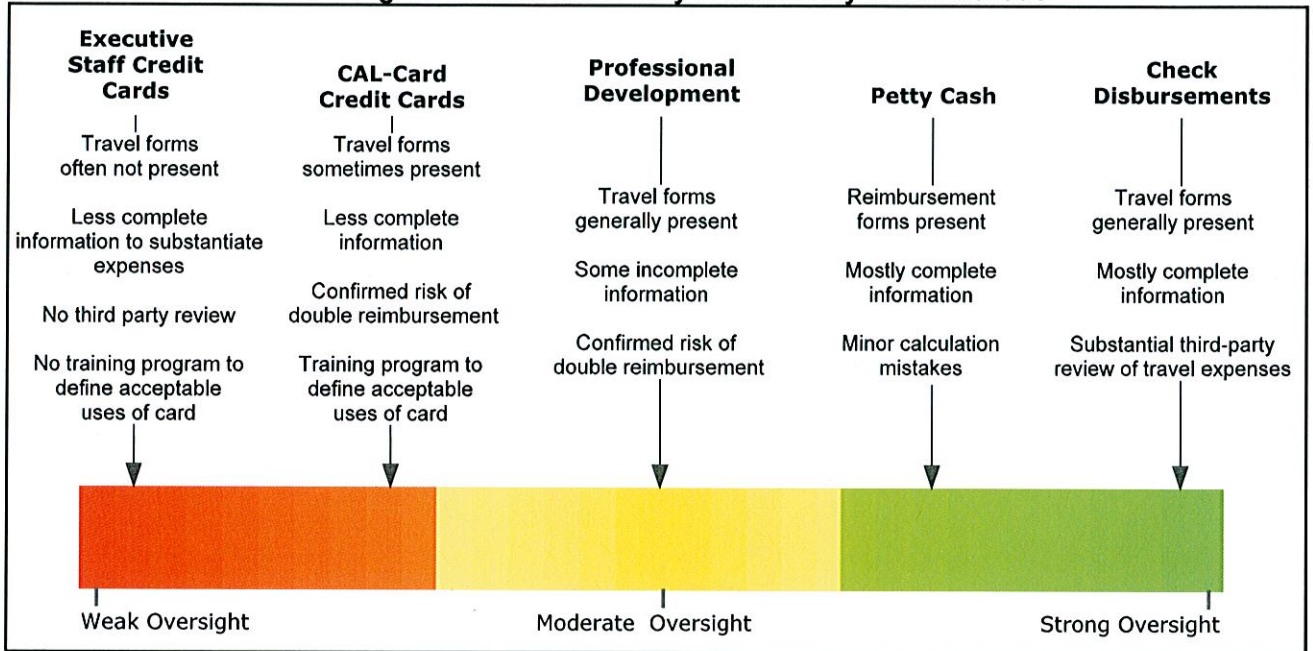 Executive
Staff Credit
Cards
Travel forms
often not present
Less complete
information to substantiate
expenses
No third party review
No training program to
define acceptable
uses of card
CAL-Card
Credit Cards
Travel forms
sometimes present
Less complete
information
Confirmed risk of
double reimbursement
Training program to
define acceptable
uses of card
Professional
Development
Travel forms
generally present
Some incomplete
information
Confirmed risk of
double reimbursement
Petty Cash
Reimbursement
forms present
Mostly complete
information
Minor calculation
mistakes
Check
Disbursements
Travel forms
generally present
Mostly complete
information
Substantial third-party
review of travel expenses
Weak Oversight
Moderate Oversight
Strong Oversight